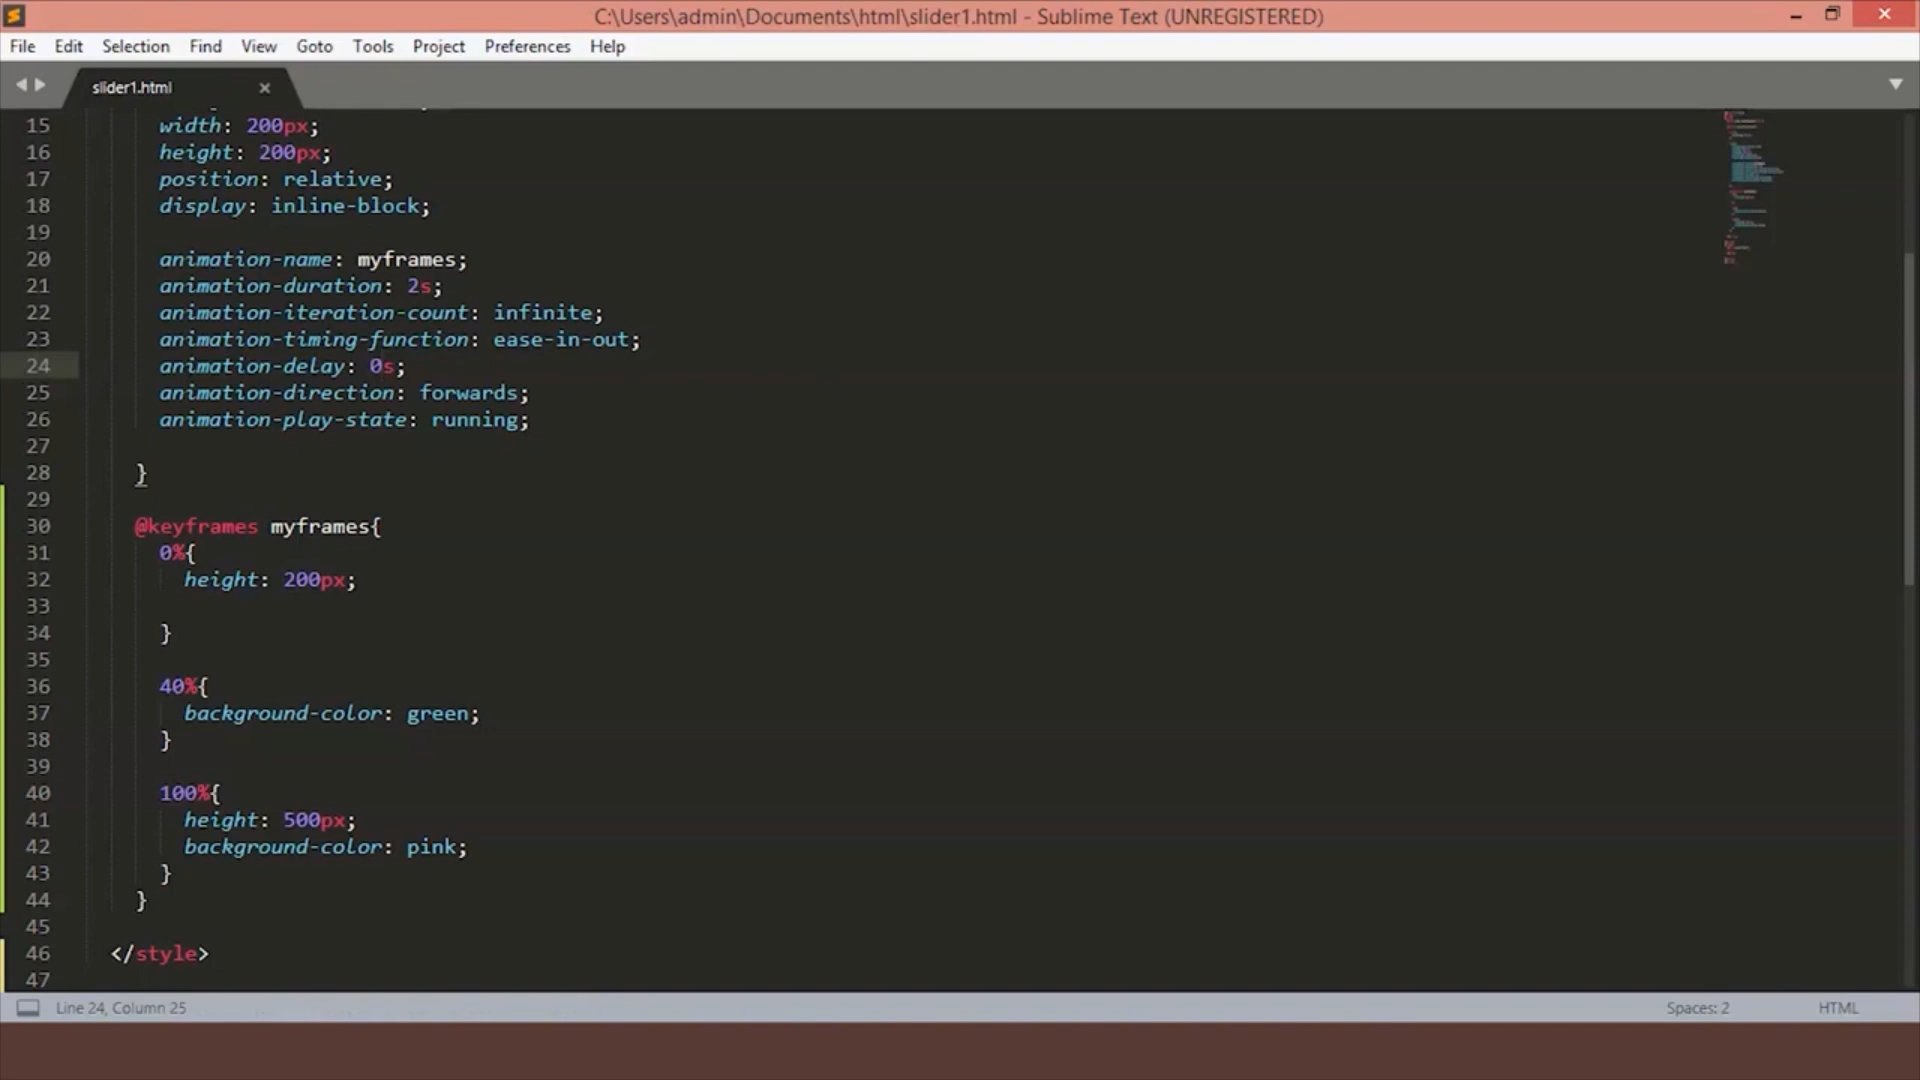 C:\Users\admin\Documents\html\slider1.html - Sublime Text (UNREGISTERED)
File Edit Selection Find View Goto Tools Project Preferences Help
slider1.html
15 width: 200px;
16 height: 200px;
17 position: relative;
18 display: inline-block;
19
20 animation-name: myframes;
21 animation-duration: 2s;
22 animation-iteration-count: infinite;
23 animation-timing-function: ease-in-out;
24 animation-delay: 0s;
25 animation-direction: forwards;
26 animation-play-state: running;
27
28 }
29
30 @keyframes myframes{
31 0%{
32 height: 200px;
33
34 }
35
36 40%{
37 background-color: green;
38 }
39
40 100%{
41 height: 500px;
42 background-color: pink;
43 }
44 }
45
46 </style>
47
Line 24, Column 25 Spaces: 2 HTML